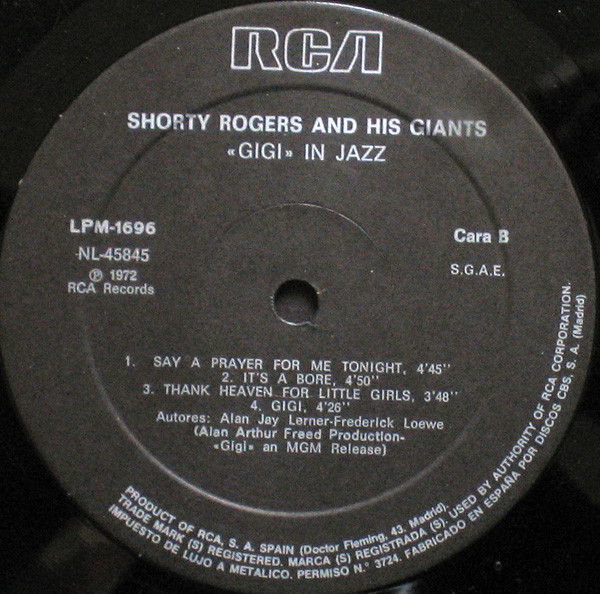 RCA
SHORTY ROGERS AND HIS GIANTS
«GIGI» IN JAZZ
LPM-1696
NL-45845
℗ 1972
RCA Records
Cara B
S.G.A.E.
1. SAY A PRAYER FOR ME TONIGHT, 4'45''
2. IT'S A BORE, 4'50''
3. THANK HEAVEN FOR LITTLE GIRLS, 3'48''
4. GIGI, 4'26''
Autores: Alan Jay Lerner-Frederick Loewe
(Alan Arthur Freed Production-
«Gigi» an MGM Release)
PRODUCT OF RCA, S. A. SPAIN (Doctor Fleming, 43. Madrid).
TRADE MARK (S) REGISTERED. MARCA (S) REGISTRADA (S). USED BY AUTHORITY OF RCA CORPORATION.
IMPUESTO DE LUJO A METALICO. PERMISO N.º 3724. FABRICADO EN ESPAÑA POR DISCOS CBS, S. A. (Madrid)